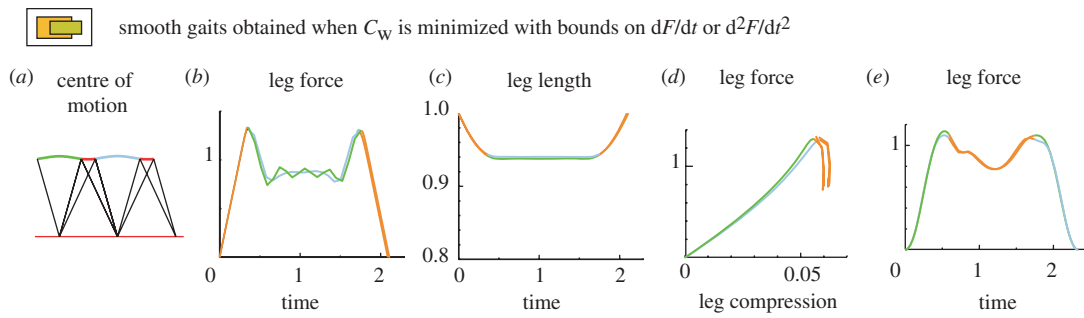 smooth gaits obtained when C_W is minimized with bounds on dF/dt or d²F/dt²
(a) centre of motion
(b) leg force
1
0 1 2
time
(c) leg length
1.0
0.9
0.8
0 1 2
time
(d) leg force
1
0 0.05
leg compression
(e) leg force
1
0 1 2
time